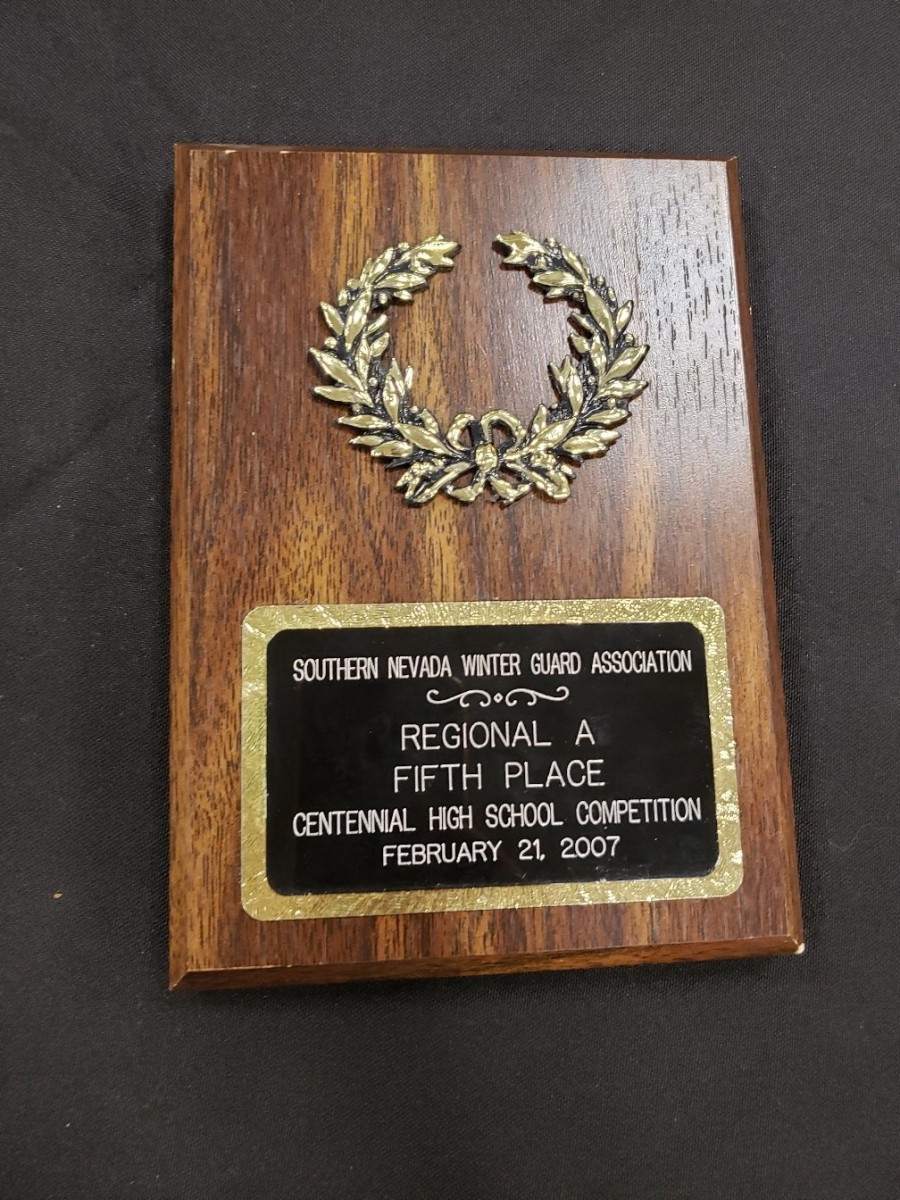 SOUTHERN NEVADA WINTER GUARD ASSOCIATION
REGIONAL A
FIFTH PLACE
CENTENNIAL HIGH SCHOOL COMPETITION
FEBRUARY 21, 2007